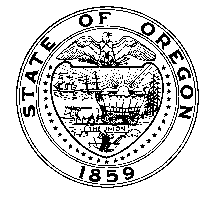 STATE OF OREGON
THE UNION
1859